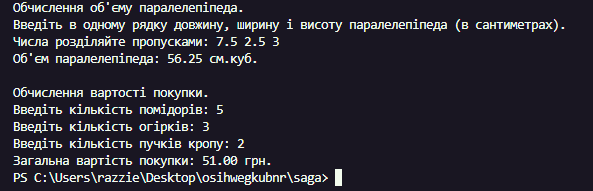 Обчислення об'єму паралелепіпеда.
Введіть в одному рядку довжину, ширину і висоту паралелепіпеда (в сантиметрах).
Числа розділяйте пропусками: 7.5 2.5 3
Об'єм паралелепіпеда: 56.25 см.куб.
Обчислення вартості покупки.
Введіть кількість помідорів: 5
Введіть кількість огірків: 3
Введіть кількість пучків кропу: 2
Загальна вартість покупки: 51.00 грн.
PS C:\Users\razzie\Desktop\osihwegkubnr\saga>